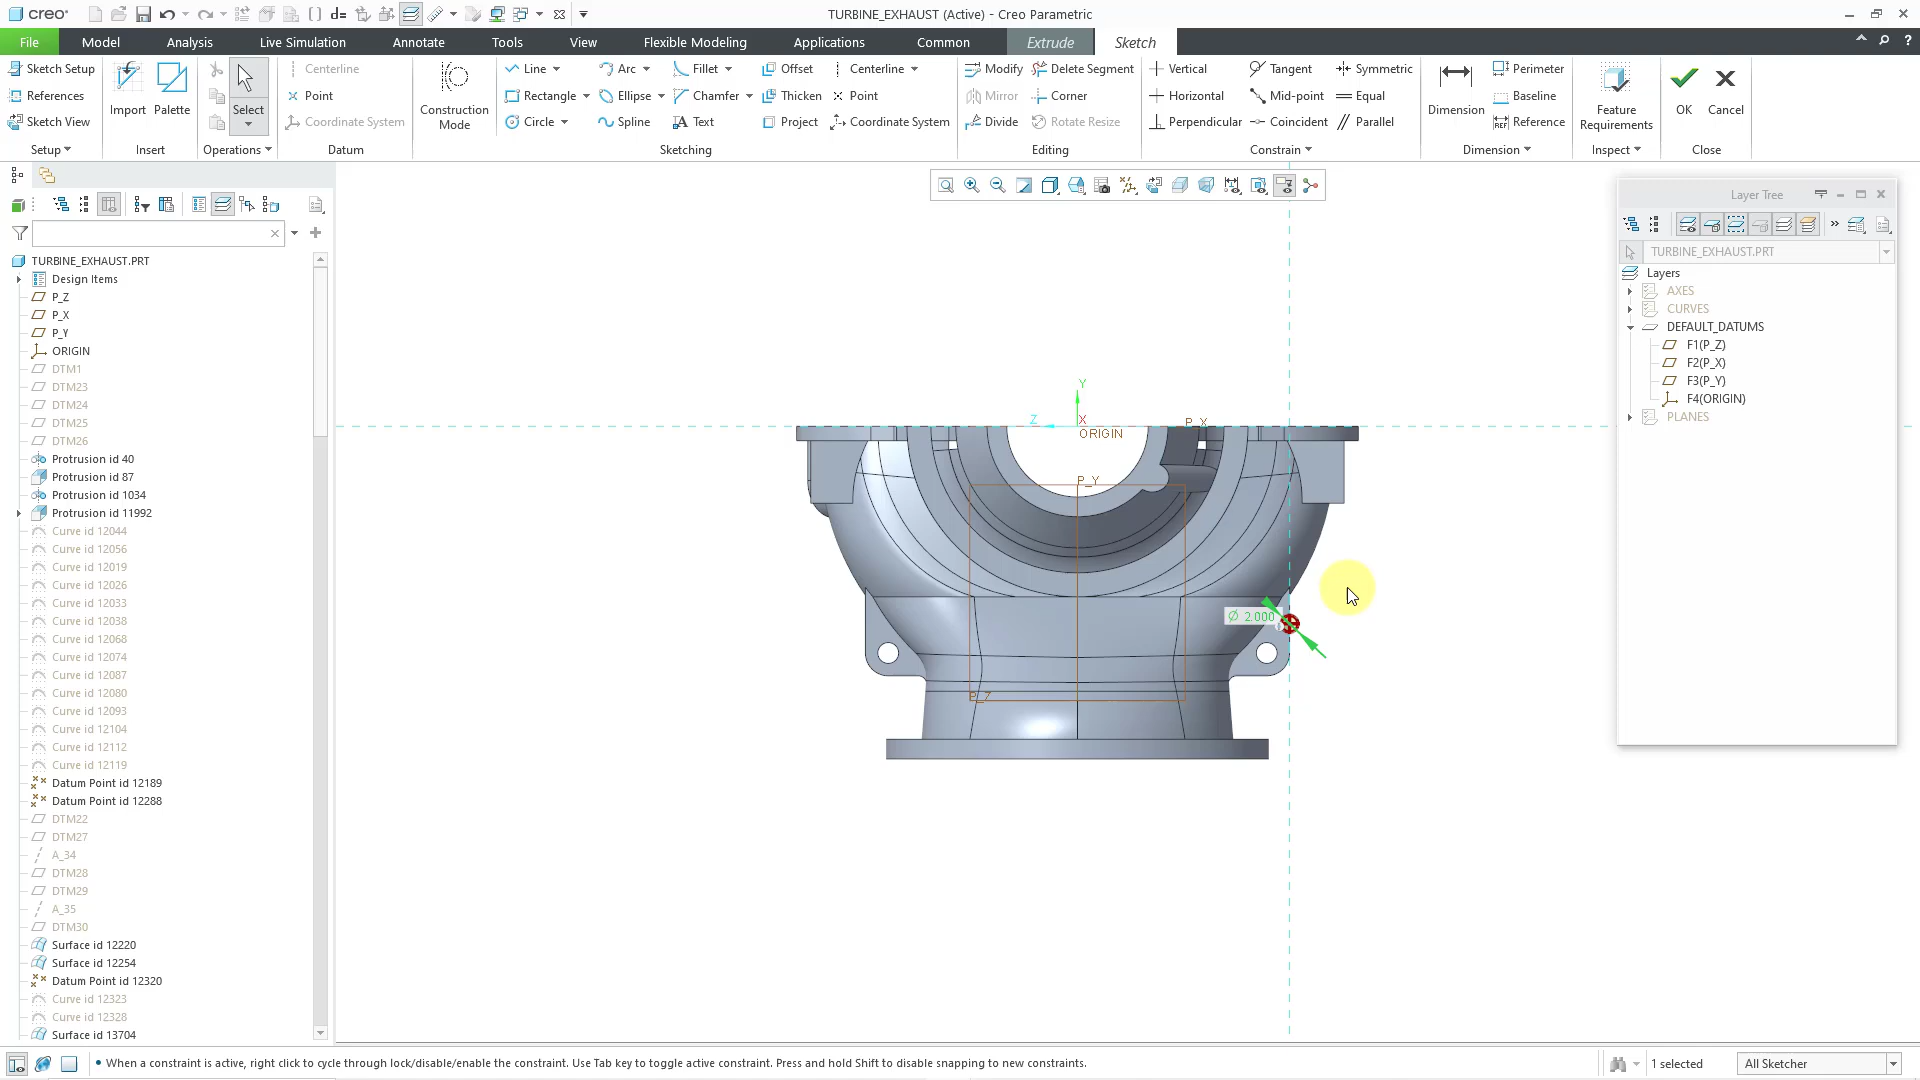 creo
TURBINE_EXHAUST (Active) - Creo Parametric
File
Model
Analysis
Live Simulation
Annotate
Tools
View
Flexible Modeling
Applications
Common
Extrude
Sketch
Sketch Setup
References
Sketch View
Setup
Import
Palette
Insert
Select
Operations
Centerline
Point
Coordinate System
Datum
Construction
Mode
Line
Arc
Fillet
Offset
Centerline
Rectangle
Ellipse
Chamfer
Thicken
Point
Circle
Spline
Text
Project
Coordinate System
Sketching
Modify
Delete Segment
Mirror
Corner
Divide
Rotate Resize
Editing
Vertical
Tangent
Symmetric
Horizontal
Mid-point
Equal
Perpendicular
Coincident
Parallel
Constrain
Dimension
Perimeter
Baseline
Reference
Dimension
Feature
Requirements
Inspect
OK
Cancel
Close
TURBINE_EXHAUST.PRT
Design Items
P_Z
P_X
P_Y
ORIGIN
DTM1
DTM23
DTM24
DTM25
DTM26
Protrusion id 40
Protrusion id 87
Protrusion id 1034
Protrusion id 11992
Curve id 12044
Curve id 12056
Curve id 12019
Curve id 12026
Curve id 12033
Curve id 12038
Curve id 12068
Curve id 12074
Curve id 12087
Curve id 12080
Curve id 12093
Curve id 12104
Curve id 12112
Curve id 12119
Datum Point id 12189
Datum Point id 12288
DTM22
DTM27
A_34
DTM28
DTM29
A_35
DTM30
Surface id 12220
Surface id 12254
Datum Point id 12320
Curve id 12323
Curve id 12328
Surface id 13704
Y
Z
X
ORIGIN
P_X
P_Y
P_Z
Ø 2.000
Layer Tree
TURBINE_EXHAUST.PRT
Layers
AXES
CURVES
DEFAULT_DATUMS
F1(P_Z)
F2(P_X)
F3(P_Y)
F4(ORIGIN)
PLANES
• When a constraint is active, right click to cycle through lock/disable/enable the constraint. Use Tab key to toggle active constraint. Press and hold Shift to disable snapping to new constraints.
1 selected
All Sketcher